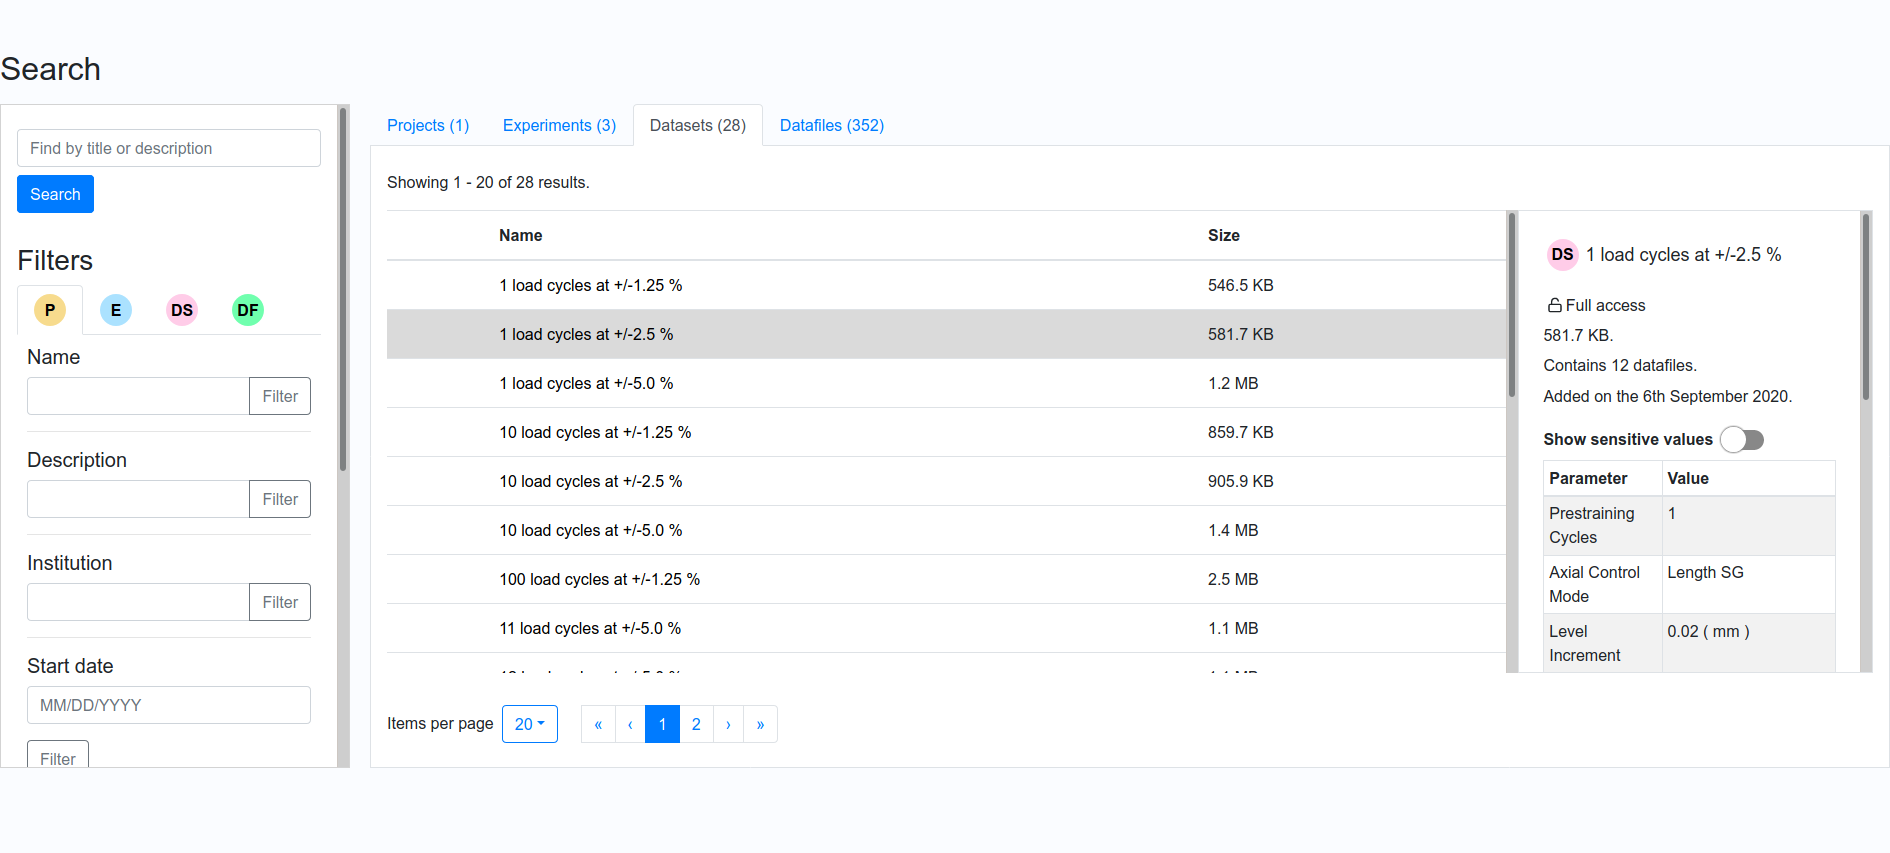 Search
Find by title or description
Search
Filters
P E DS DF
Name
Filter
Description
Filter
Institution
Filter
Start date
MM/DD/YYYY
Filter
Projects (1) Experiments (3) Datasets (28) Datafiles (352)
Showing 1 - 20 of 28 results.
Name Size
1 load cycles at +/-1.25 % 546.5 KB
1 load cycles at +/-2.5 % 581.7 KB
1 load cycles at +/-5.0 % 1.2 MB
10 load cycles at +/-1.25 % 859.7 KB
10 load cycles at +/-2.5 % 905.9 KB
10 load cycles at +/-5.0 % 1.4 MB
100 load cycles at +/-1.25 % 2.5 MB
11 load cycles at +/-5.0 % 1.1 MB
Items per page 20 « ‹ 1 2 › »
DS 1 load cycles at +/-2.5 %
Full access
581.7 KB.
Contains 12 datafiles.
Added on the 6th September 2020.
Show sensitive values
Parameter Value
Prestraining 1
Cycles
Axial Control Length SG
Mode
Level 0.02 ( mm )
Increment